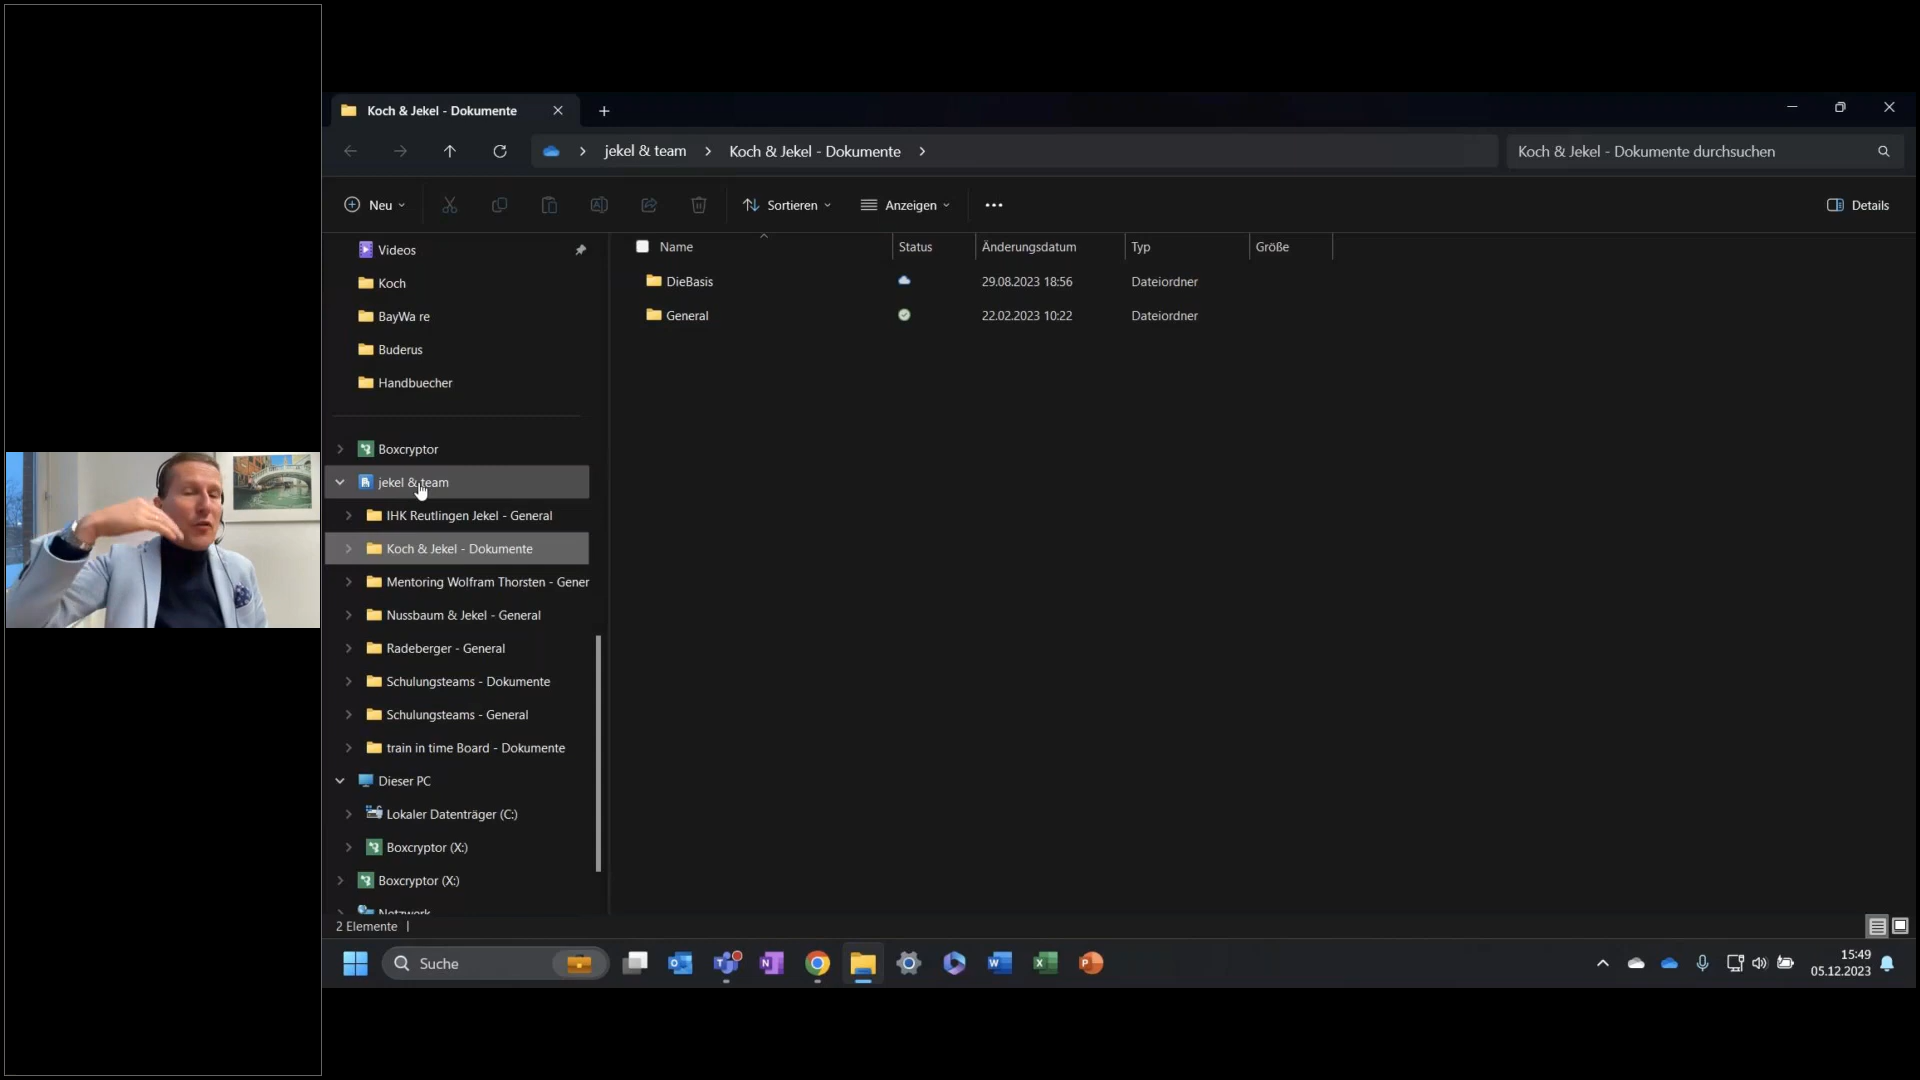 Koch & Jekel - Dokumente
jekel & team
Koch & Jekel - Dokumente
Koch & Jekel - Dokumente durchsuchen
Neu
Sortieren
Anzeigen
Details
Videos
Koch
BayWa re
Buderus
Handbuecher
Boxcryptor
jekel & team
IHK Reutlingen Jekel - General
Koch & Jekel - Dokumente
Mentoring Wolfram Thorsten - Gener
Nussbaum & Jekel - General
Radeberger - General
Schulungsteams - Dokumente
Schulungsteams - General
train in time Board - Dokumente
Dieser PC
Lokaler Datenträger (C:)
Boxcryptor (X:)
Boxcryptor (X:)
Netzwerk
Name Status Änderungsdatum Typ Größe
DieBasis 29.08.2023 18:56 Dateiordner
General 22.02.2023 10:22 Dateiordner
2 Elemente
Suche
15:49
05.12.2023